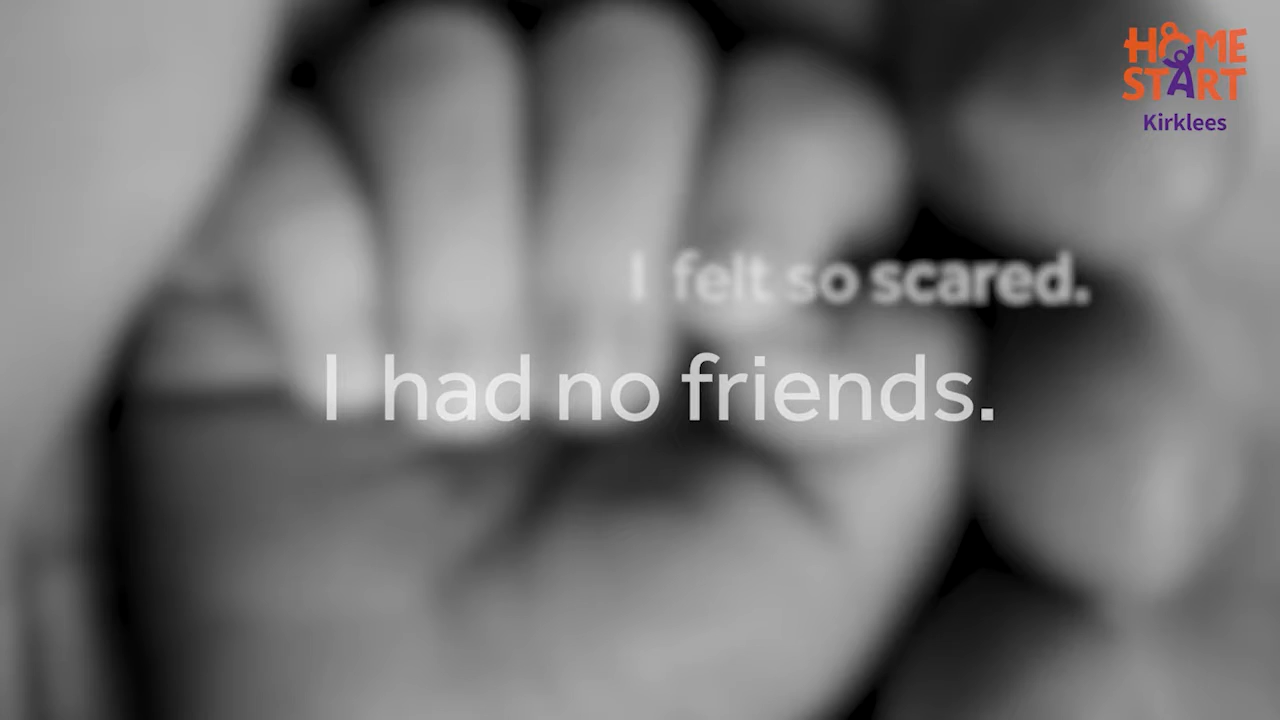 HOME
START
Kirklees
I felt so scared.
I had no friends.